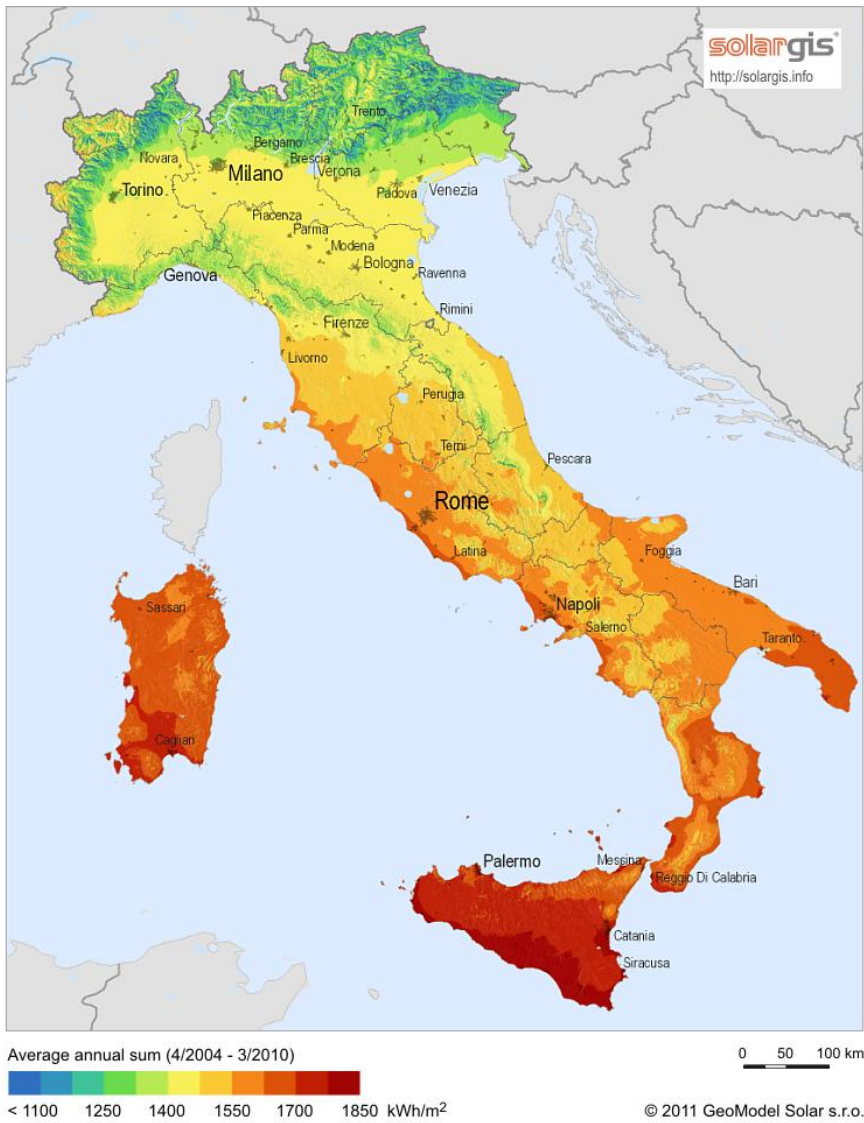 solargis
http://solargis.info
Trento
Bergamo
Novara
Brescia
Milano
Verona
Torino
Padova
Venezia
Piacenza
Parma
Modena
Genova
Bologna
Ravenna
Rimini
Firenze
Livorno
Perugia
Terni
Pescara
Rome
Latina
Foggia
Bari
Sassari
Napoli
Salerno
Taranto
Cagliari
Palermo
Messina
Reggio Di Calabria
Catania
Siracusa
Average annual sum (4/2004 - 3/2010)
0 50 100 km
< 1100 1250 1400 1550 1700 1850 kWh/m2
© 2011 GeoModel Solar s.r.o.